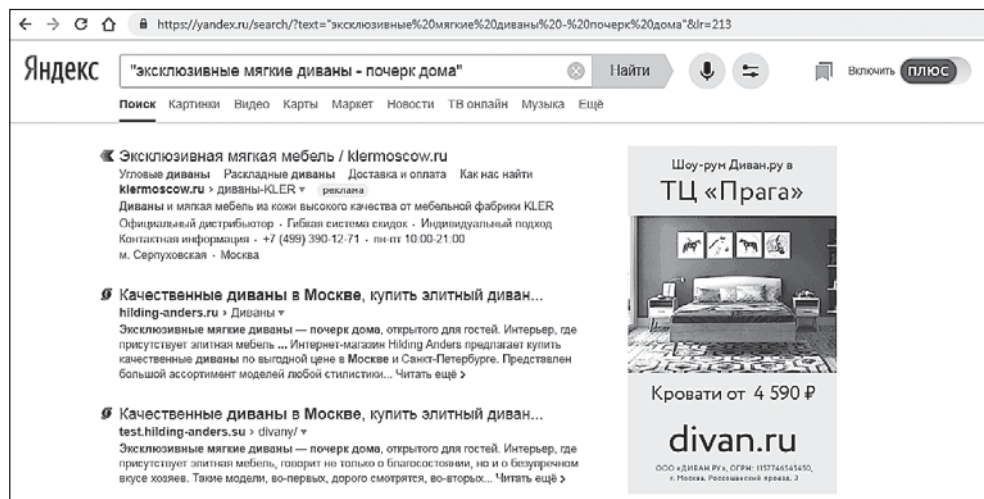 https://yandex.ru/search/?text="эксклюзивные%20мягкие%20диваны%20-%20почерк%20дома"&lr=213
Яндекс
"эксклюзивные мягкие диваны - почерк дома"
Найти
Включить плюс
Поиск Картинки Видео Карты Маркет Новости ТВ онлайн Музыка Ещё
Эксклюзивная мягкая мебель / klermoscow.ru
Угловые диваны Раскладные диваны Доставка и оплата Как нас найти
klermoscow.ru › диваны-KLER реклама
Диваны и мягкая мебель из кожи высокого качества от мебельной фабрики KLER
Официальный дистрибьютор · Гибкая система скидок · Индивидуальный подход
Контактная информация · +7 (499) 390-12-71 · пн-пт 10:00-21:00
м. Серпуховская · Москва
Качественные диваны в Москве, купить элитный диван...
hilding-anders.ru › Диваны
Эксклюзивные мягкие диваны — почерк дома, открытого для гостей. Интерьер, где
присутствует элитная мебель ... Интернет-магазин Hilding Anders предлагает купить
качественные диваны по выгодной цене в Москве и Санкт-Петербурге. Представлен
большой ассортимент моделей любой стилистики... Читать ещё ›
Качественные диваны в Москве, купить элитный диван...
test.hilding-anders.su › divany/
Эксклюзивные мягкие диваны — почерк дома, открытого для гостей. Интерьер, где
присутствует элитная мебель, говорит не только о благосостоянии, но и о безупречном
вкусе хозяев. Такие модели, во-первых, дорого смотрятся, во-вторых... Читать ещё ›
Шоу-рум Диван.ру в
ТЦ «Прага»
Кровати от 4 590 ₽
divan.ru
ООО «ДИВАН.РУ», ОГРН: 1157746545450,
г. Москва, Россошанский проезд, 3